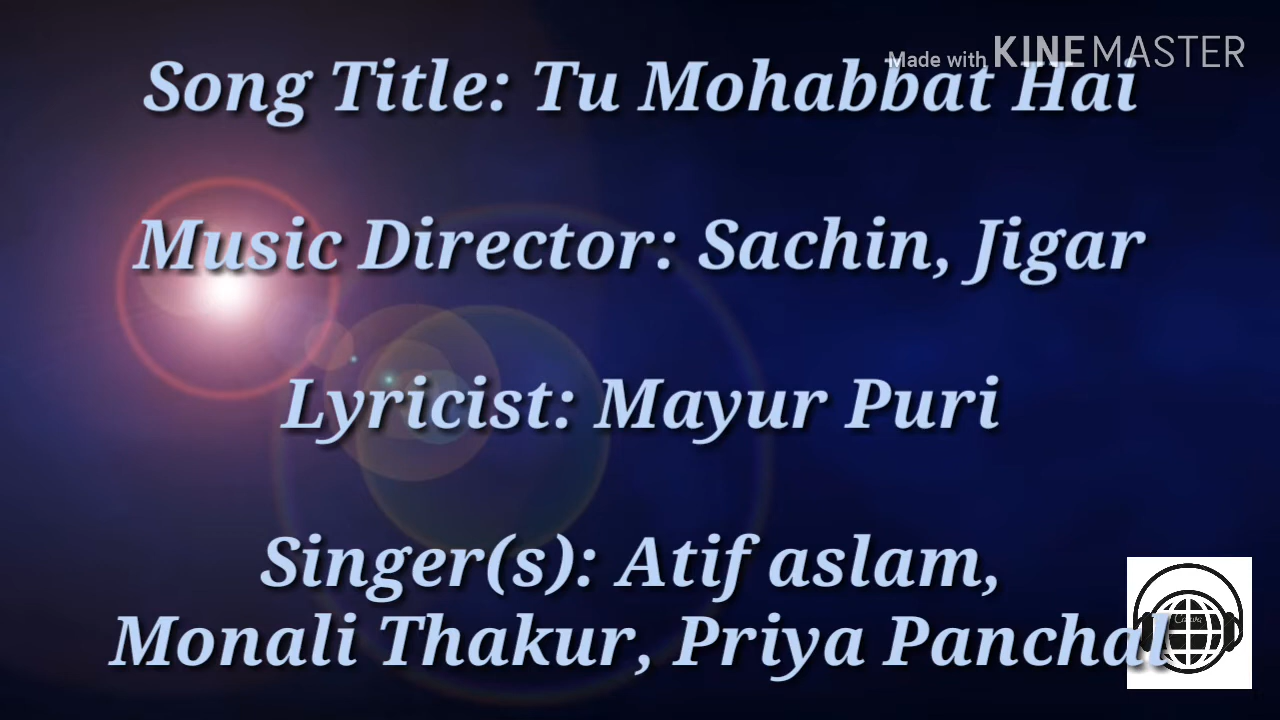 Made with KINEMASTER
Song Title: Tu Mohabbat Hai
Music Director: Sachin, Jigar
Lyricist: Mayur Puri
Singer(s): Atif aslam,
Monali Thakur, Priya Panchal
Canva